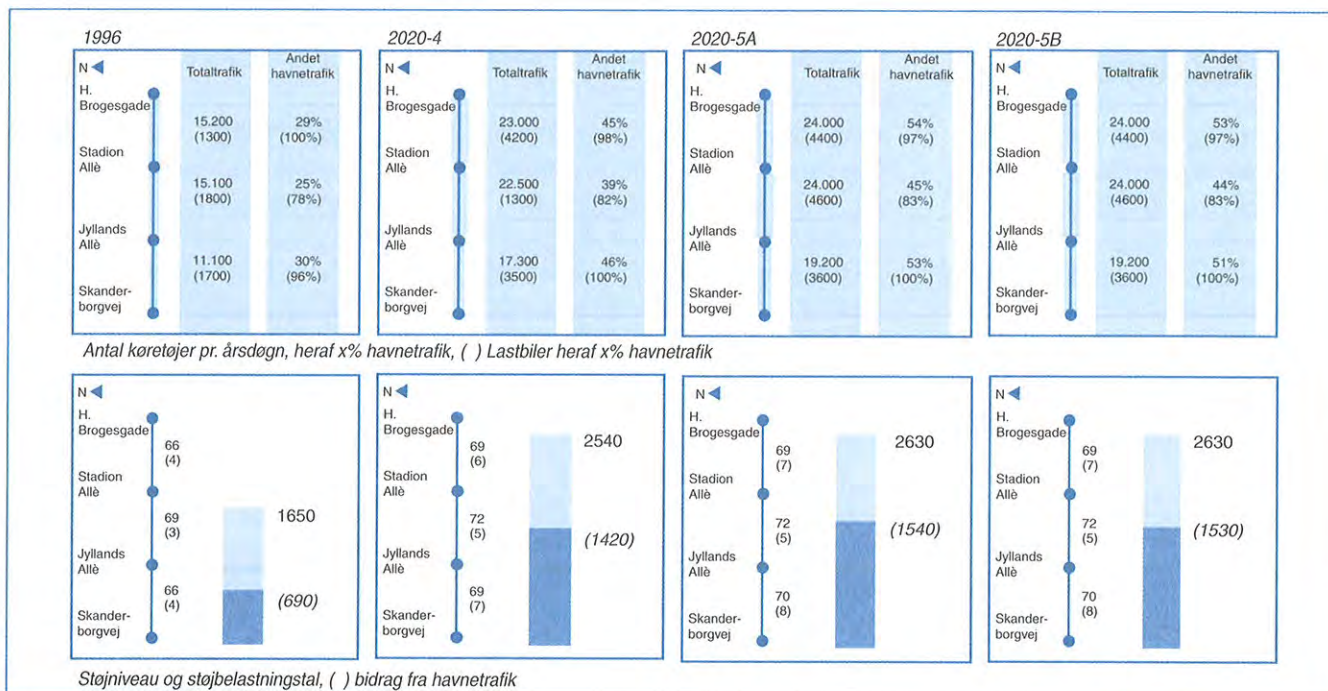 1996
N
Totaltrafik
Andet
havnetrafik
H.
Brogesgade
15.200
(1300)
29%
(100%)
Stadion
Allè
15.100
(1800)
25%
(78%)
Jyllands
Allè
11.100
(1700)
30%
(96%)
Skander-
borgvej
2020-4
N
Totaltrafik
Andet
havnetrafik
H.
Brogesgade
23.000
(4200)
45%
(98%)
Stadion
Allè
22.500
(1300)
39%
(82%)
Jyllands
Allè
17.300
(3500)
46%
(100%)
Skander-
borgvej
2020-5A
N
Totaltrafik
Andet
havnetrafik
H.
Brogesgade
24.000
(4400)
54%
(97%)
Stadion
Allè
24.000
(4600)
45%
(83%)
Jyllands
Allè
19.200
(3600)
53%
(100%)
Skander-
borgvej
2020-5B
N
Totaltrafik
Andet
havnetrafik
H.
Brogesgade
24.000
(4400)
53%
(97%)
Stadion
Allè
24.000
(4600)
44%
(83%)
Jyllands
Allè
19.200
(3600)
51%
(100%)
Skander-
borgvej
Antal køretøjer pr. årsdøgn, heraf x% havnetrafik, ( ) Lastbiler heraf x% havnetrafik
N
H.
Brogesgade
66
(4)
Stadion
Allè
69
(3)
Jyllands
Allè
66
(4)
Skander-
borgvej
1650
(690)
N
H.
Brogesgade
69
(6)
Stadion
Allè
72
(5)
Jyllands
Allè
69
(7)
Skander-
borgvej
2540
(1420)
N
H.
Brogesgade
69
(7)
Stadion
Allè
72
(5)
Jyllands
Allè
70
(8)
Skander-
borgvej
2630
(1540)
N
H.
Brogesgade
69
(7)
Stadion
Allè
72
(5)
Jyllands
Allè
70
(8)
Skander-
borgvej
2630
(1530)
Støjniveau og støjbelastningstal, ( ) bidrag fra havnetrafik